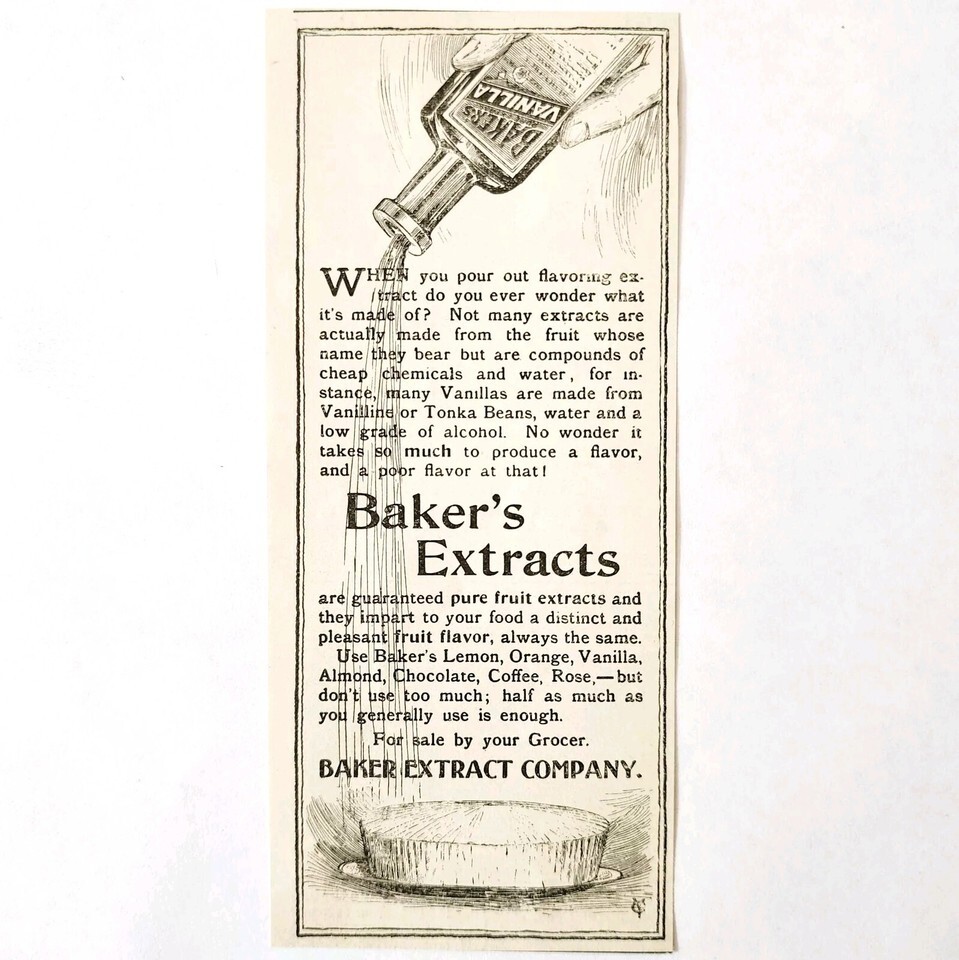 BAKER'S
VANILLA
WHEN you pour out flavoring ex-
tract do you ever wonder what
it's made of? Not many extracts are
actually made from the fruit whose
name they bear but are compounds of
cheap chemicals and water, for in-
stance, many Vanillas are made from
Vanilline or Tonka Beans, water and a
low grade of alcohol. No wonder it
takes so much to produce a flavor,
and a poor flavor at that!
Baker's
Extracts
are guaranteed pure fruit extracts and
they impart to your food a distinct and
pleasant fruit flavor, always the same.
Use Baker's Lemon, Orange, Vanilla,
Almond, Chocolate, Coffee, Rose,—but
don't use too much; half as much as
you generally use is enough.
For sale by your Grocer.
BAKER EXTRACT COMPANY.